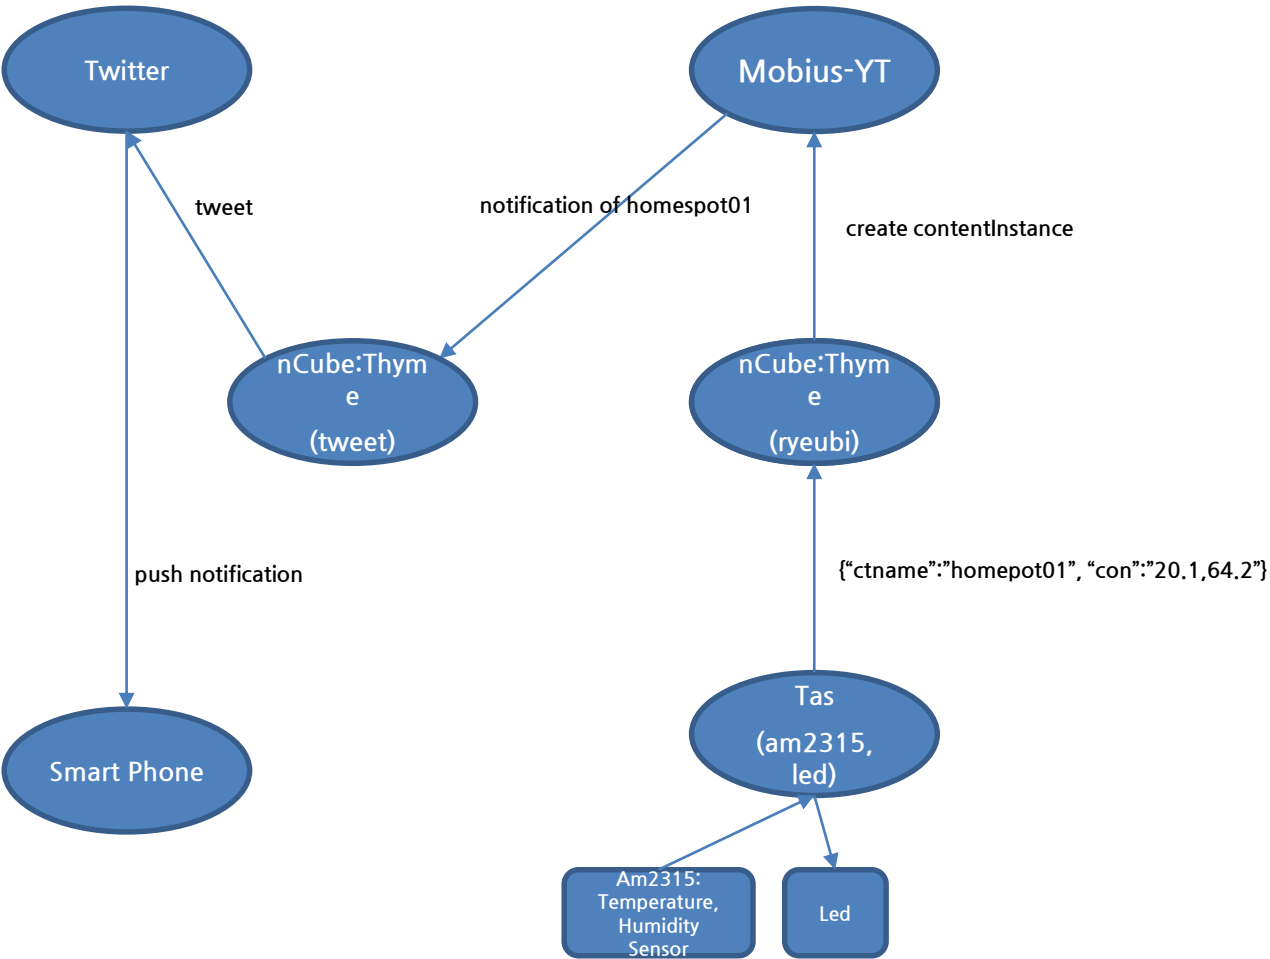 Twitter
Mobius-YT
tweet
notification of homespot01
create contentInstance
nCube:Thym
e
(tweet)
nCube:Thym
e
(ryeubi)
push notification
{“ctname”:”homepot01”, “con”:”20.1,64.2”}
Smart Phone
Tas
(am2315,
led)
Am2315:
Temperature,
Humidity
Sensor
Led